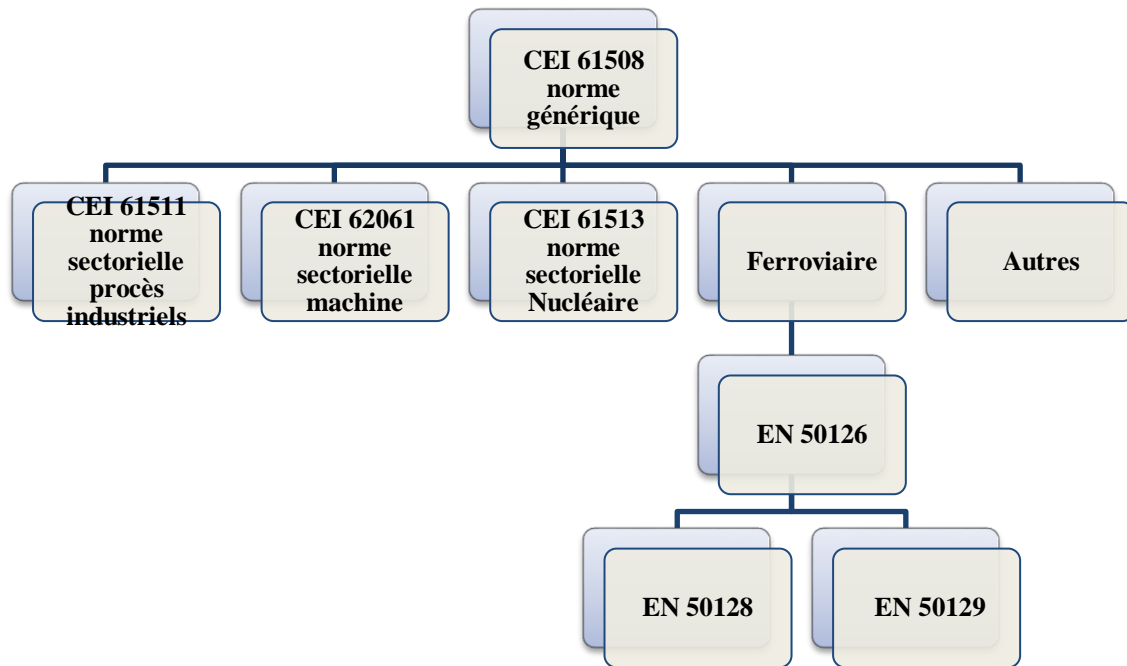 CEI 61508
norme
générique
CEI 61511
norme
sectorielle
procès
industriels
CEI 62061
norme
sectorielle
machine
CEI 61513
norme
sectorielle
Nucléaire
Ferroviaire
Autres
EN 50126
EN 50128
EN 50129